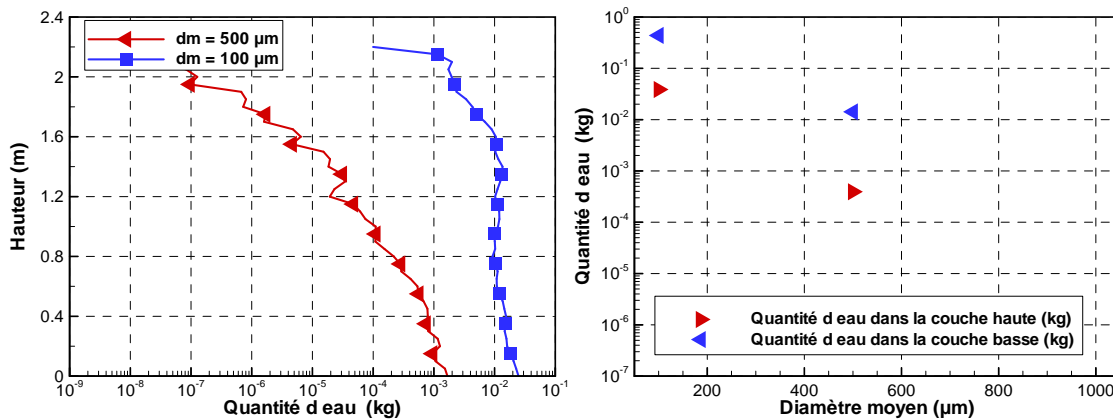 2.4
2
1.6
1.2
0.8
0.4
0
Hauteur (m)
dm = 500 µm
dm = 100 µm
10-9 10-8 10-7 10-6 10-5 10-4 10-3 10-2 10-1
Quantité d eau (kg)
100
10-1
10-2
10-3
10-4
10-5
10-6
10-7
Quantité d eau (kg)
Quantité d eau dans la couche haute (kg)
Quantité d eau dans la couche basse (kg)
200 400 600 800 1000
Diamètre moyen (µm)